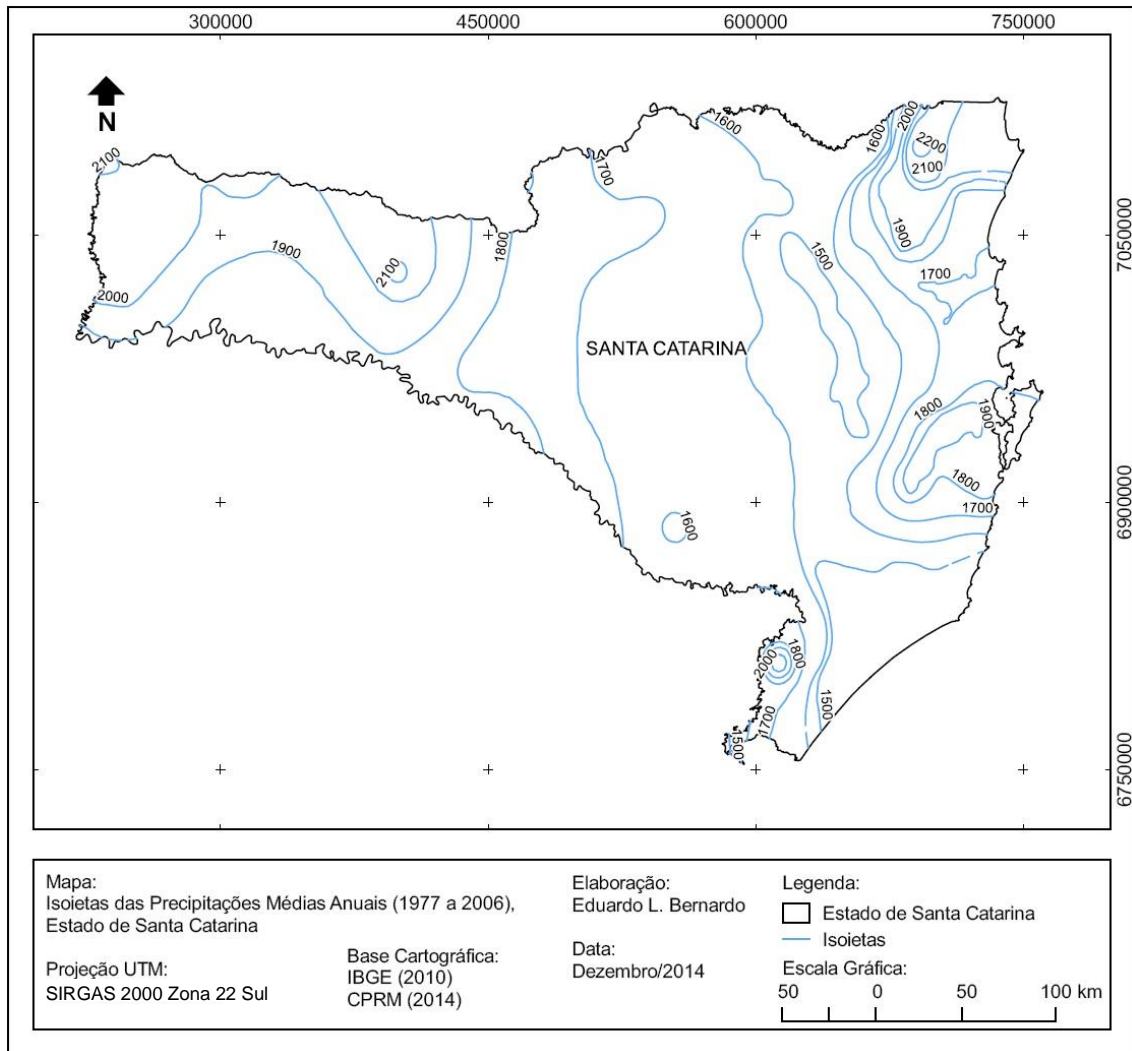 300000
450000
600000
750000
N
2100
1700
1600
1600
2000
2200
2100
7050000
1900
2000
1900
2100
1800
1500
1700
SANTA CATARINA
1800
1900
1800
1700
6900000
1600
2000
1800
1700
1500
1500
6750000
Mapa:
Isoietas das Precipitações Médias Anuais (1977 a 2006),
Estado de Santa Catarina
Projeção UTM:
SIRGAS 2000 Zona 22 Sul
Base Cartográfica:
IBGE (2010)
CPRM (2014)
Elaboração:
Eduardo L. Bernardo
Data:
Dezembro/2014
Legenda:
Estado de Santa Catarina
Isoietas
Escala Gráfica:
50 0 50 100 km